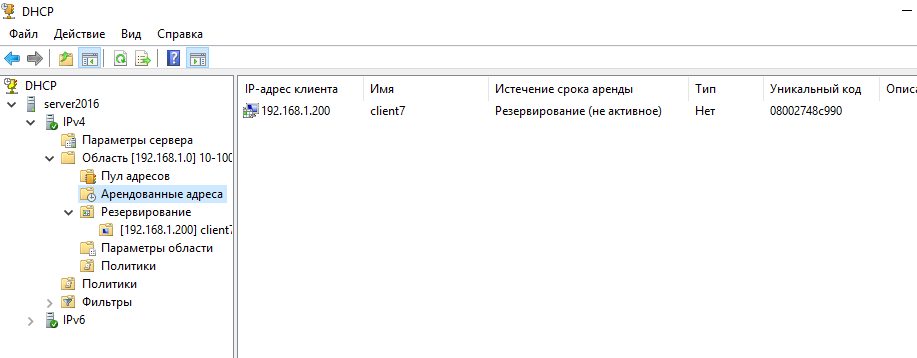 DHCP
Файл Действие Вид Справка
DHCP
server2016
IPv4
Параметры сервера
Область [192.168.1.0] 10-100
Пул адресов
Арендованные адреса
Резервирование
[192.168.1.200] client7
Параметры области
Политики
Политики
Фильтры
IPv6
IP-адрес клиента Имя Истечение срока аренды Тип Уникальный код Описа
192.168.1.200 client7 Резервирование (не активное) Нет 08002748c990